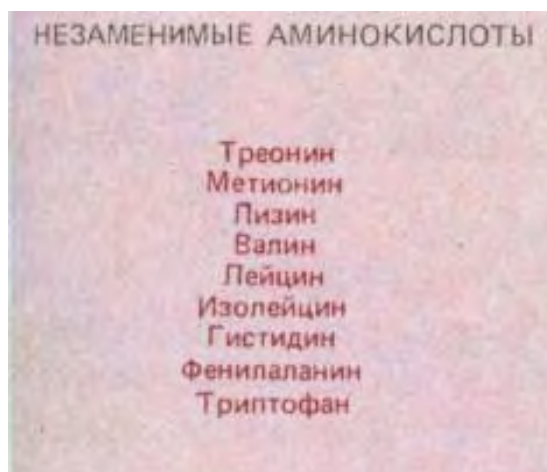 НЕЗАМЕНИМЫЕ АМИНОКИСЛОТЫ
Треонин
Метионин
Лизин
Валин
Лейцин
Изолейцин
Гистидин
Фенилаланин
Триптофан